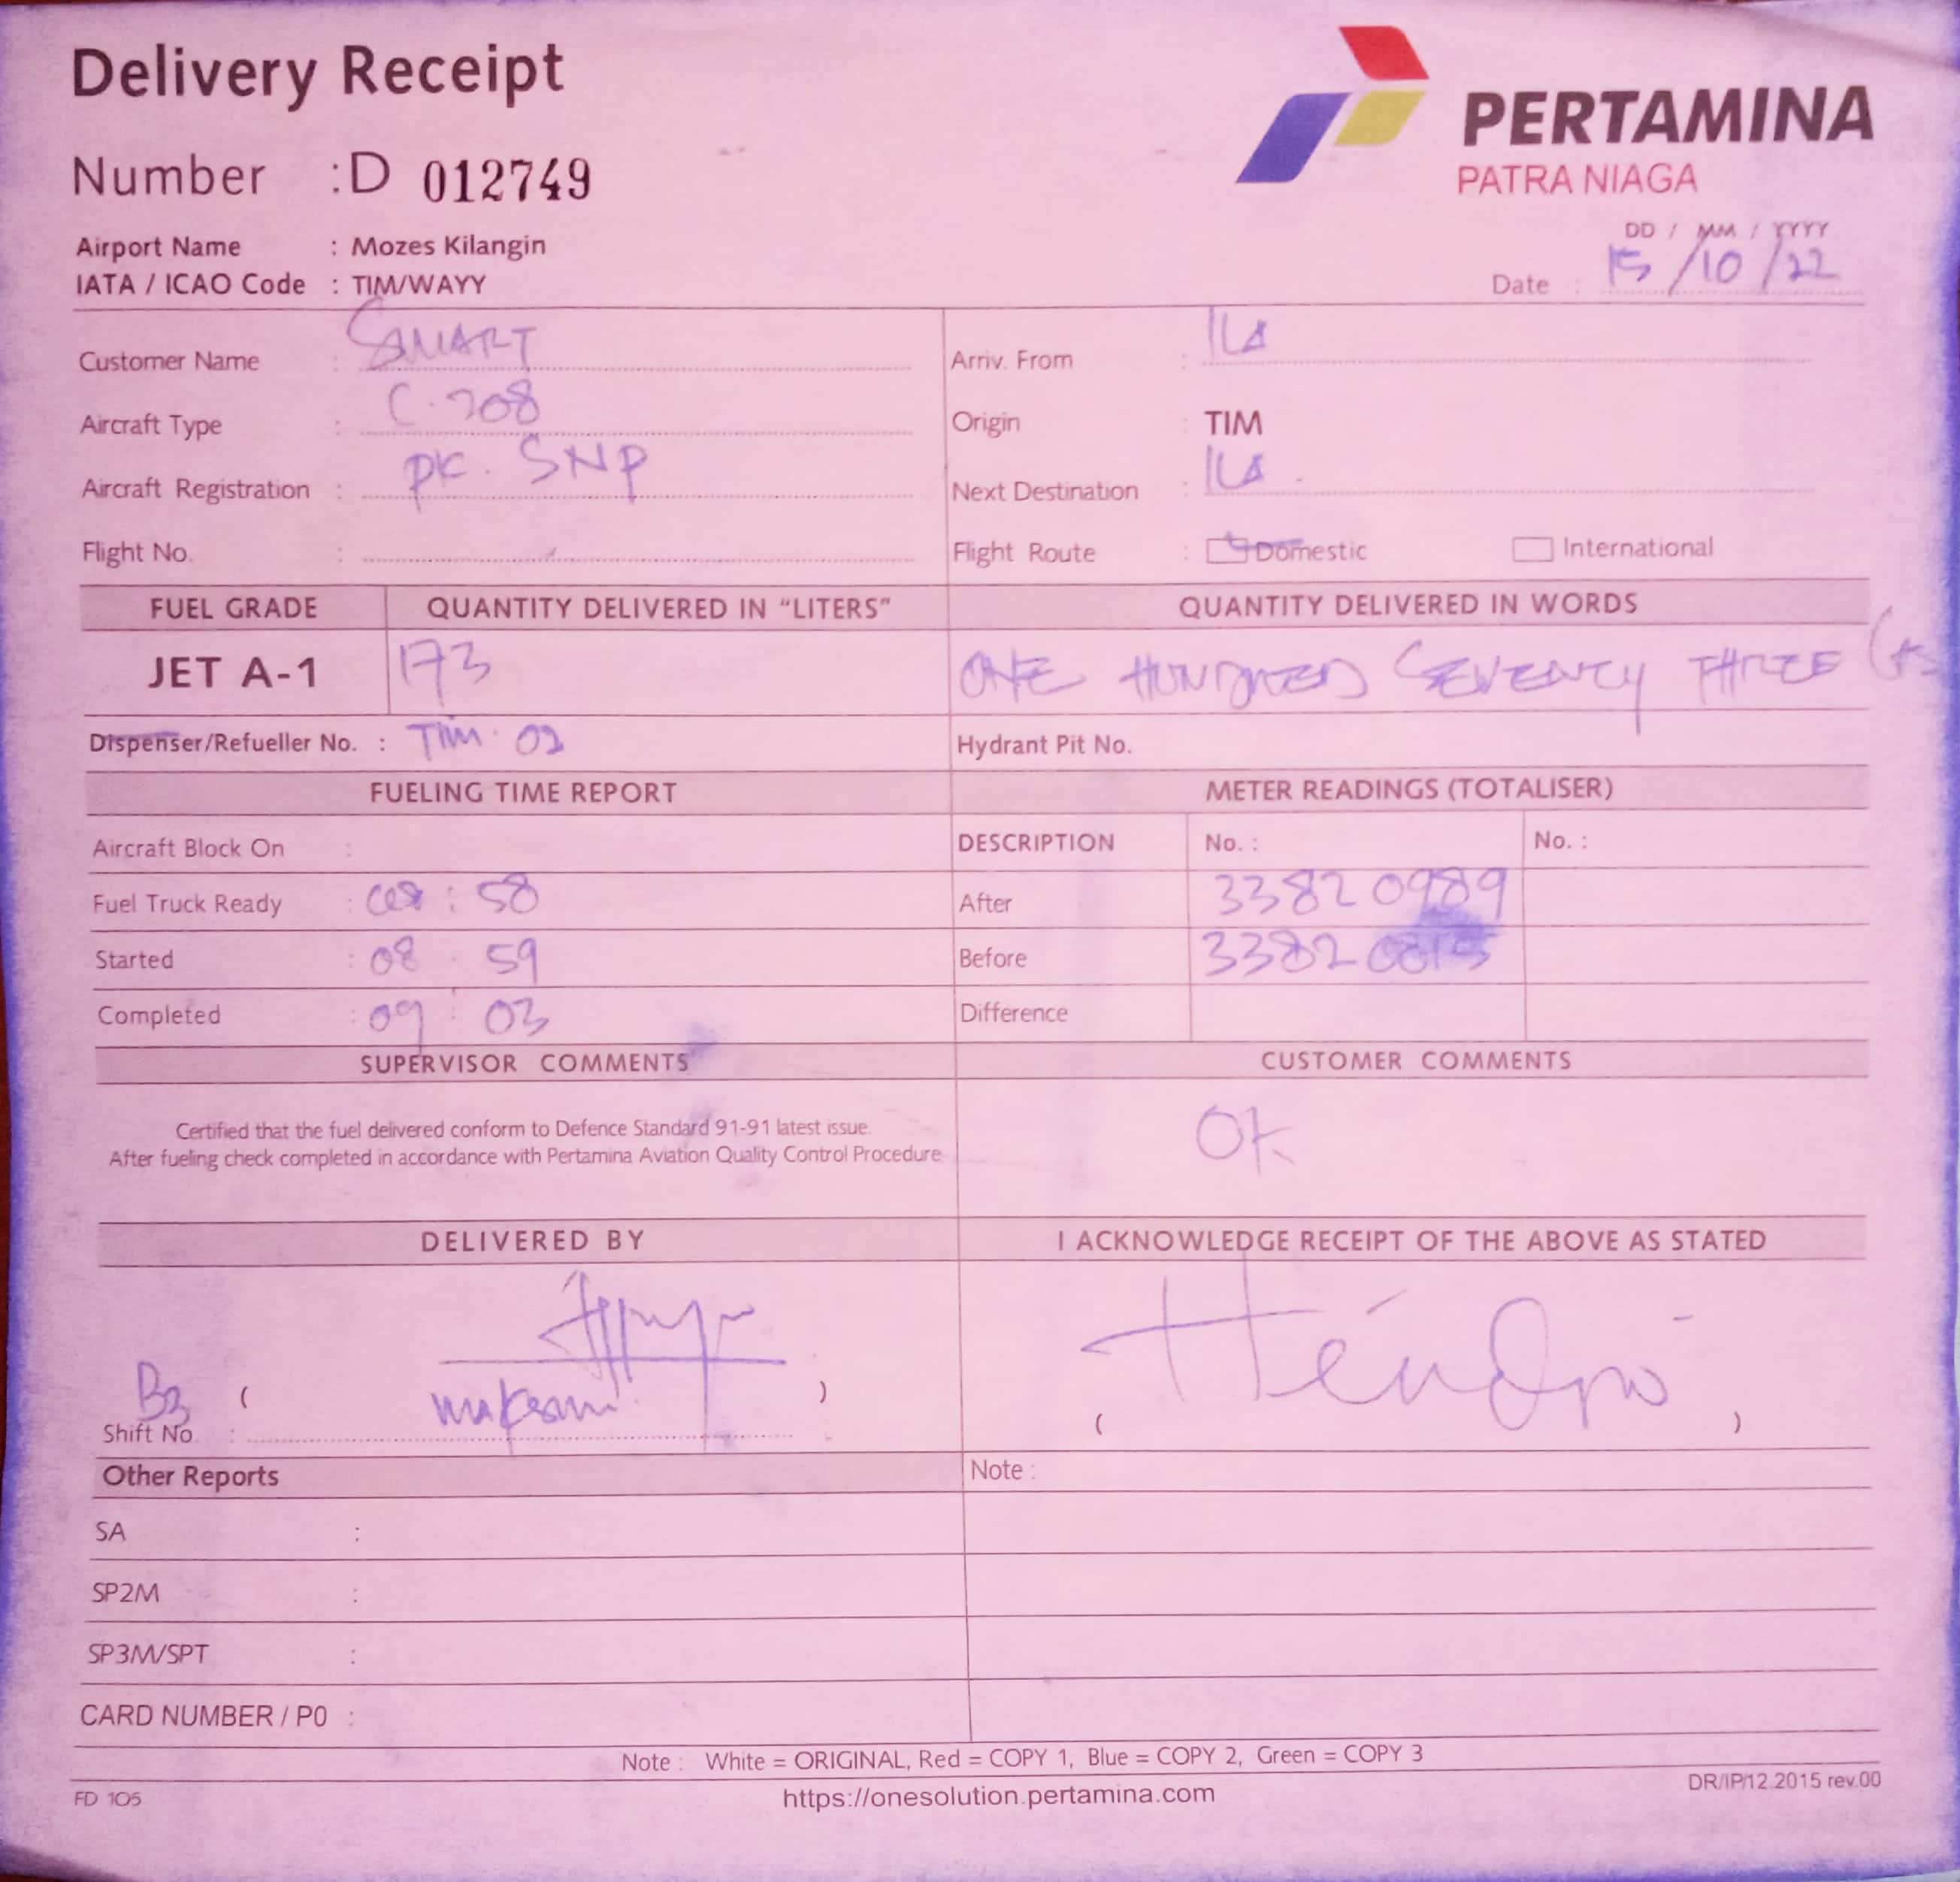 Delivery Receipt
PERTAMINA
PATRA NIAGA
Number : D 012749
Airport Name : Mozes Kilangin
IATA / ICAO Code : TIM/WAYY
DD / MM / YYYY
Date : 15/10/22
Customer Name : SMART
Arriv. From : ILA
Aircraft Type : C.208
Origin : TIM
Aircraft Registration : PK. SNP
Next Destination : ILA
Flight No. :
Flight Route : Domestic International
FUEL GRADE QUANTITY DELIVERED IN "LITERS" QUANTITY DELIVERED IN WORDS
JET A-1 173 ONE HUNDRED SEVENTY THREE
Dispenser/Refueller No. : TIM. 02
Hydrant Pit No.
FUELING TIME REPORT METER READINGS (TOTALISER)
Aircraft Block On :
DESCRIPTION No. : No. :
Fuel Truck Ready : 08 : 58
After 33820989
Started : 08 . 59
Before 33820815
Completed : 09 : 03
Difference
SUPERVISOR COMMENTS CUSTOMER COMMENTS
Certified that the fuel delivered conform to Defence Standard 91-91 latest issue.
After fueling check completed in accordance with Pertamina Aviation Quality Control Procedure
OK
DELIVERED BY I ACKNOWLEDGE RECEIPT OF THE ABOVE AS STATED
B3 ( )
Shift No. :
( )
Other Reports Note :
SA :
SP2M :
SP3M/SPT :
CARD NUMBER / P0 :
Note : White = ORIGINAL, Red = COPY 1, Blue = COPY 2, Green = COPY 3
FD 105
https://onesolution.pertamina.com
DR/IP/12.2015 rev.00